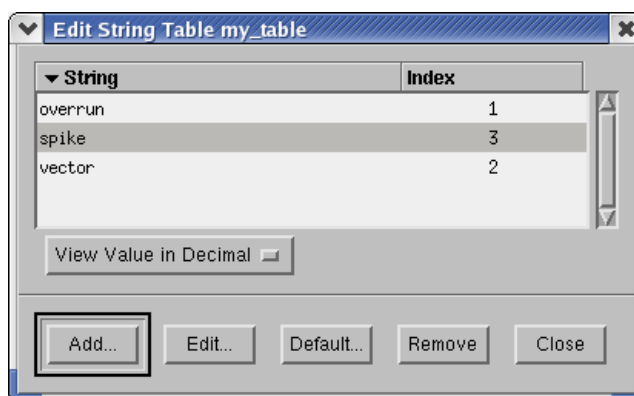 Edit String Table my_table
String Index
overrun 1
spike 3
vector 2
View Value in Decimal
Add... Edit... Default... Remove Close